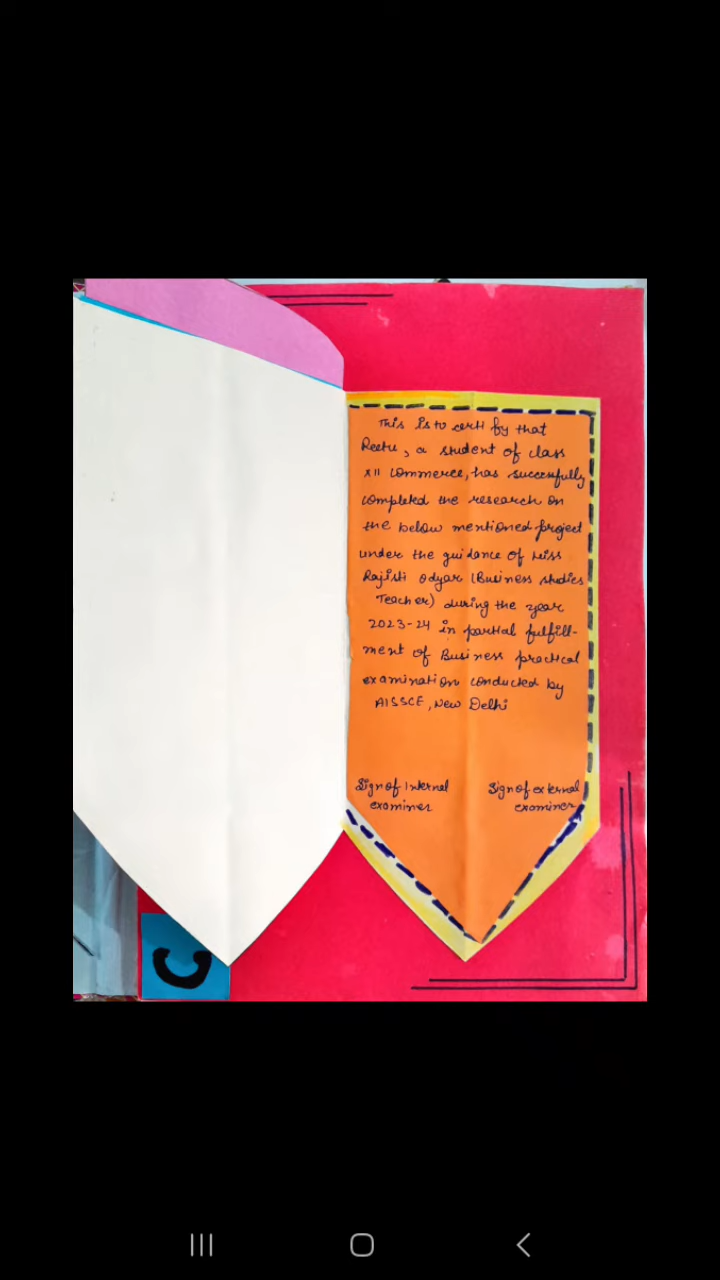 This is to certi fy that
Reetu, a student of class
XII commerce, has successfully
completed the research on
the below mentioned project
under the guidance of Miss
Odyar (Business studies
Teacher) during the year
2023-24 in partial fulfill-
ment of Business practical
examination conducted by
AISSCE, New Delhi
Sign of Internal
examiner
Sign of external
examiner
C